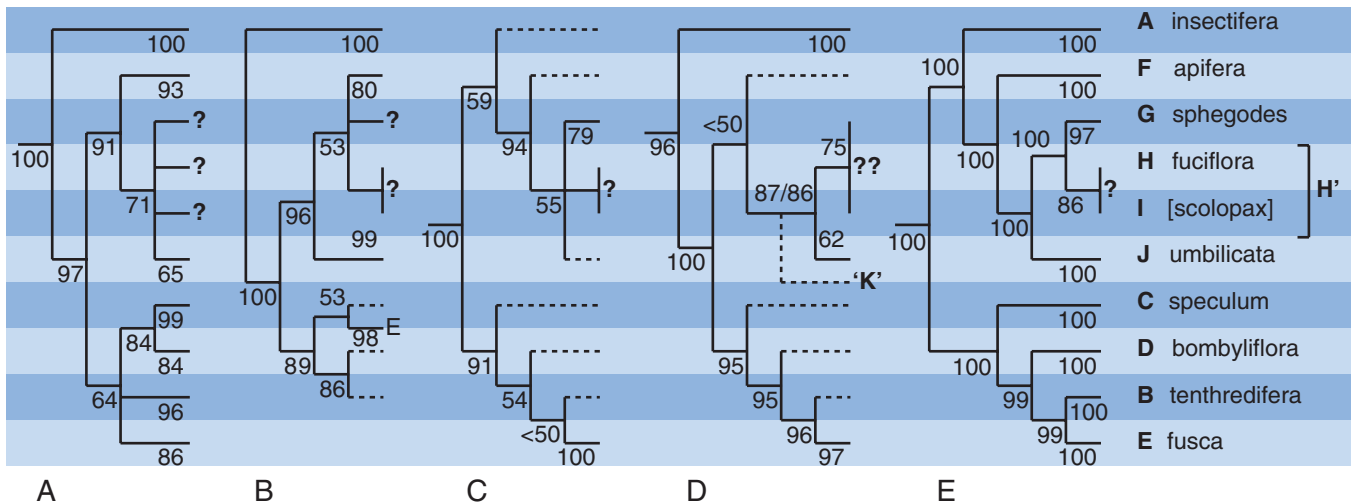 100 100 100 100 A insectifera
93 80 59 <50 100 100 F apifera
? ? 79 75 100 97 G sphegodes
100 91 53 94 96 100 H fuciflora
? ? ? ?? ? H'
71 96 55 87/86 86 I [scolopax]
? 99 62 100 100
97 65 100 100 100 100 J umbilicata
99 53 'K' C speculum
84 E 98 100
84 89 91 95 100 D bombyliflora
64 86 54 95 99 100
96 <50 96 99 100 B tenthredifera
86 100 97 100 E fusca
A B C D E